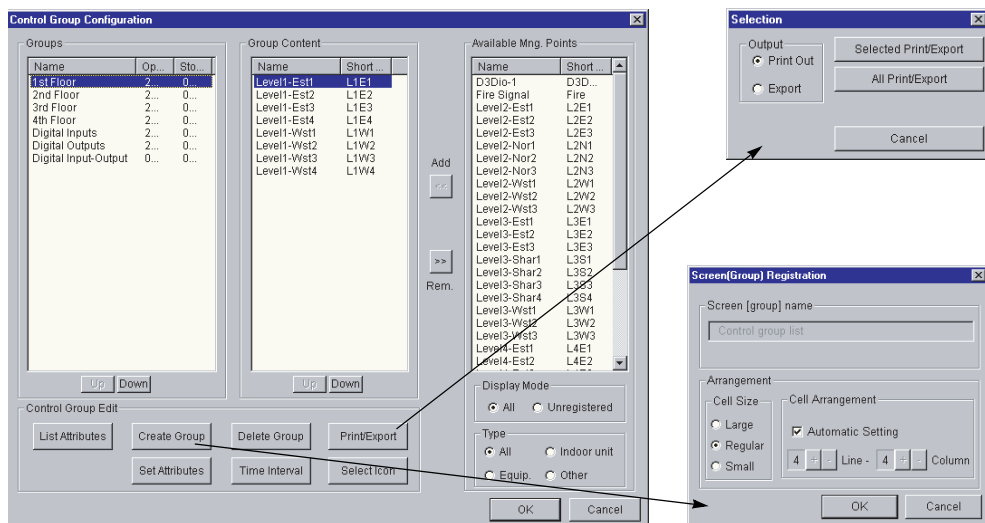 Control Group Configuration
Groups
Name Op... Sto...
1st Floor 2... 0...
2nd Floor 2... 0...
3rd Floor 2... 0...
4th Floor 2... 0...
Digital Inputs 2... 0...
Digital Outputs 2... 0...
Digital Input-Output 0... 0...
Up Down
Group Content
Name Short ...
Level1-Est1 L1E1
Level1-Est2 L1E2
Level1-Est3 L1E3
Level1-Est4 L1E4
Level1-Wst1 L1W1
Level1-Wst2 L1W2
Level1-Wst3 L1W3
Level1-Wst4 L1W4
Up Down
Add
<<
>>
Rem.
Available Mng. Points
Name Short ...
D3Dio-1 D3D...
Fire Signal Fire
Level2-Est1 L2E1
Level2-Est2 L2E2
Level2-Est3 L2E3
Level2-Nor1 L2N1
Level2-Nor2 L2N2
Level2-Nor3 L2N3
Level2-Wst1 L2W1
Level2-Wst2 L2W2
Level2-Wst3 L2W3
Level3-Est1 L3E1
Level3-Est2 L3E2
Level3-Est3 L3E3
Level3-Shar1 L3S1
Level3-Shar2 L3S2
Level3-Shar3 L3S3
Level3-Shar4 L3S4
Level3-Wst1 L3W1
Level3-Wst2 L3W2
Level3-Wst3 L3W3
Level4-Est1 L4E1
Level4-Est2 L4E2
Display Mode
All Unregistered
Type
All Indoor unit
Equip. Other
Control Group Edit
List Attributes Create Group Delete Group Print/Export
Set Attributes Time Interval Select Icon
OK Cancel
Selection
Output
Print Out
Export
Selected Print/Export
All Print/Export
Cancel
Screen(Group) Registration
Screen [group] name
Control group list
Arrangement
Cell Size
Large
Regular
Small
Cell Arrangement
Automatic Setting
4 + - Line - 4 + - Column
OK Cancel